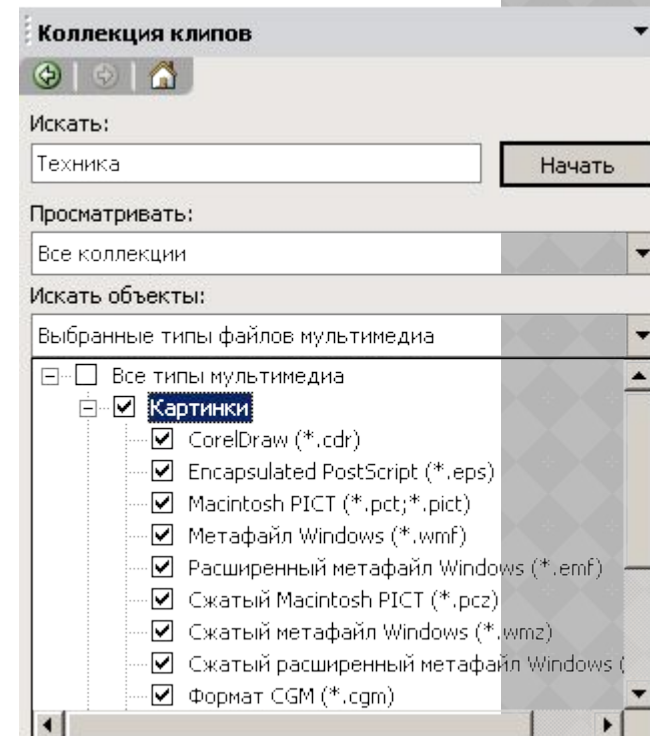 Коллекция клипов
Искать:
Техника
Начать
Просматривать:
Все коллекции
Искать объекты:
Выбранные типы файлов мультимедиа
Все типы мультимедиа
Картинки
CorelDraw (*.cdr)
Encapsulated PostScript (*.eps)
Macintosh PICT (*.pct;*.pict)
Метафайл Windows (*.wmf)
Расширенный метафайл Windows (*.emf)
Сжатый Macintosh PICT (*.pcz)
Сжатый метафайл Windows (*.wmz)
Сжатый расширенный метафайл Windows (
Формат CGM (*.cgm)